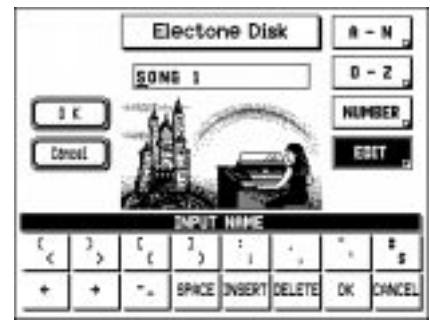 Electone Disk
A - N
SONG 1
O - Z
OK
NUMBER
Cancel
EDIT
INPUT NAME
← → SPACE INSERT DELETE OK CANCEL